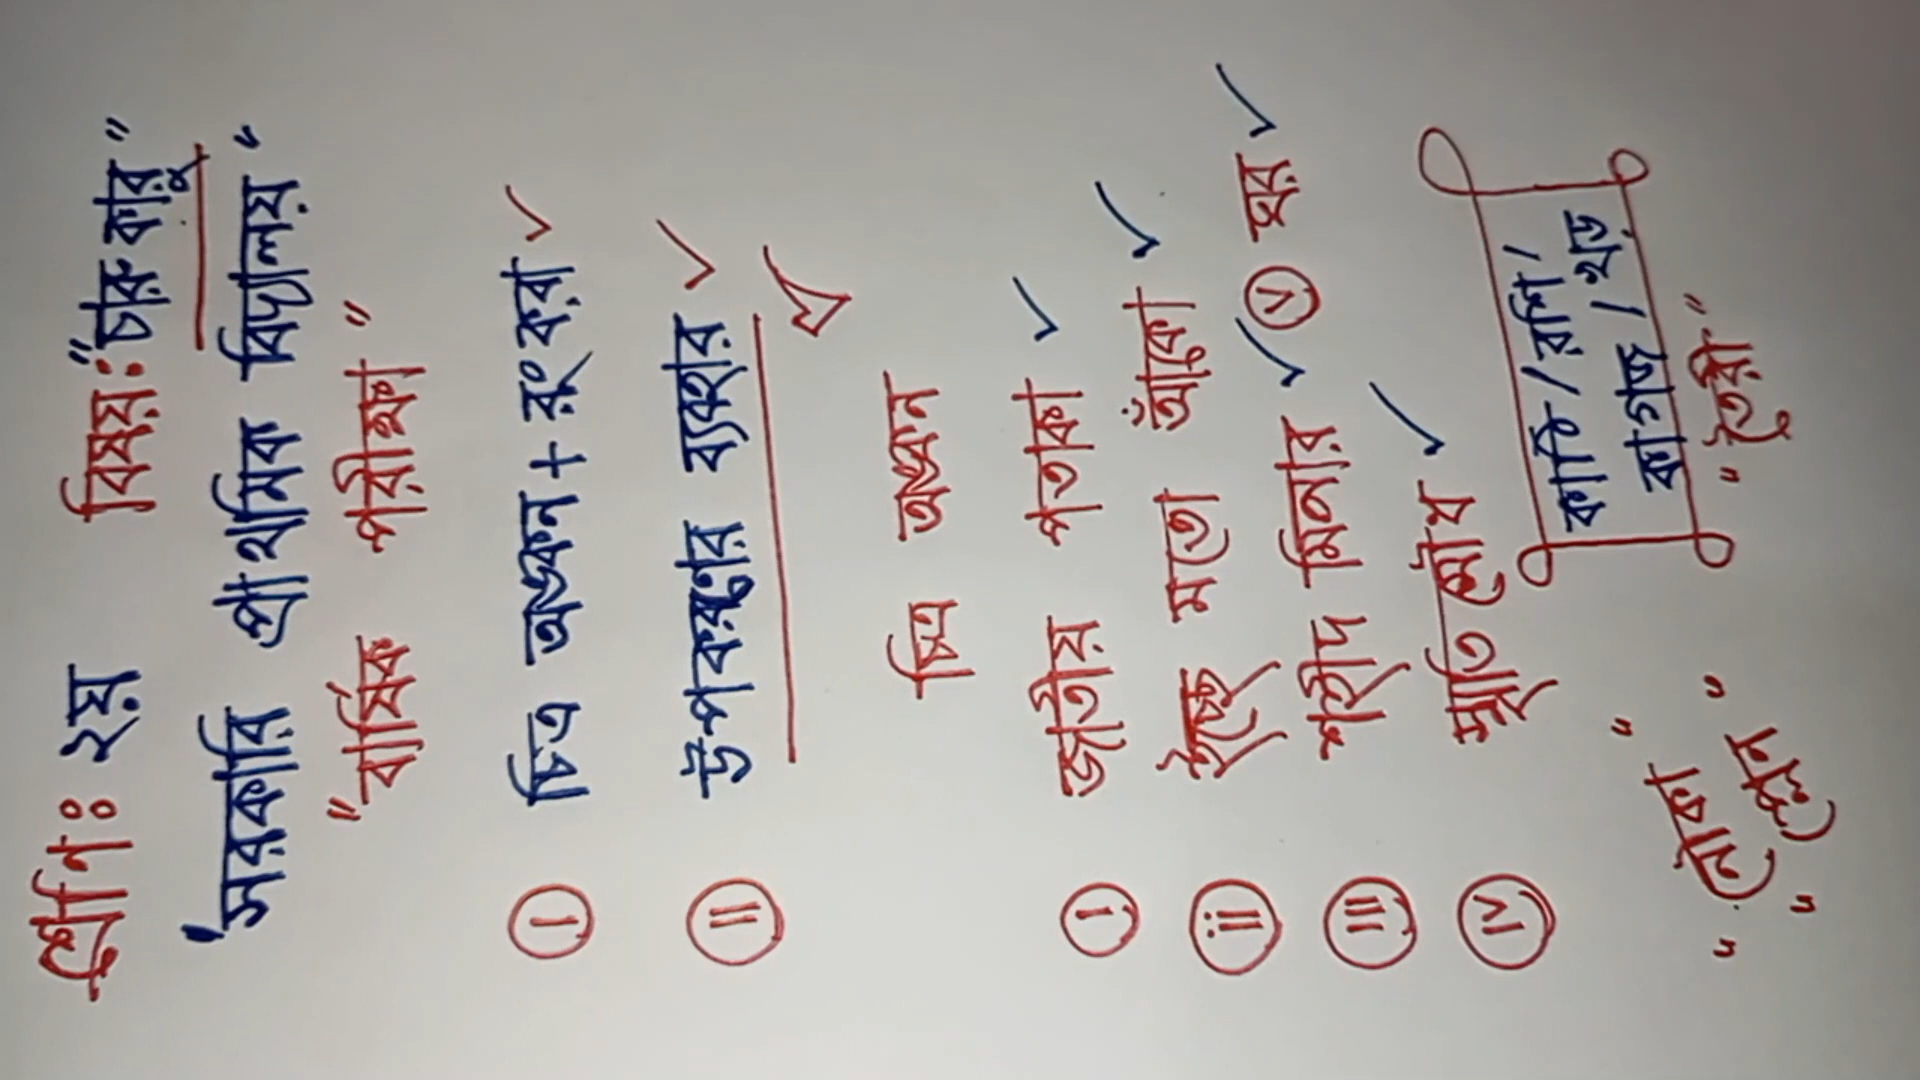 শ্রেণি: ২য় বিষয়: "চারু কারু"
'সরকারি প্রাথমিক বিদ্যালয়"
"বার্ষিক পরীক্ষা"
(I) চিত্র অঙ্কন + রং করা ✓
(II) উপকরণের ব্যবহার ✓
চিত্র অঙ্কন
(i) জাতীয় পতাকা ✓
(ii) ইচ্ছে মতো আঁকো ✓
(iii) শহীদ মিনার ✓ (v) ঘর ✓
(iv) স্মৃতি সৌধ ✓
কাঠি / রশি /
কাগজ / খড়
"নৌকা" "তৈরী"
"প্লেন"